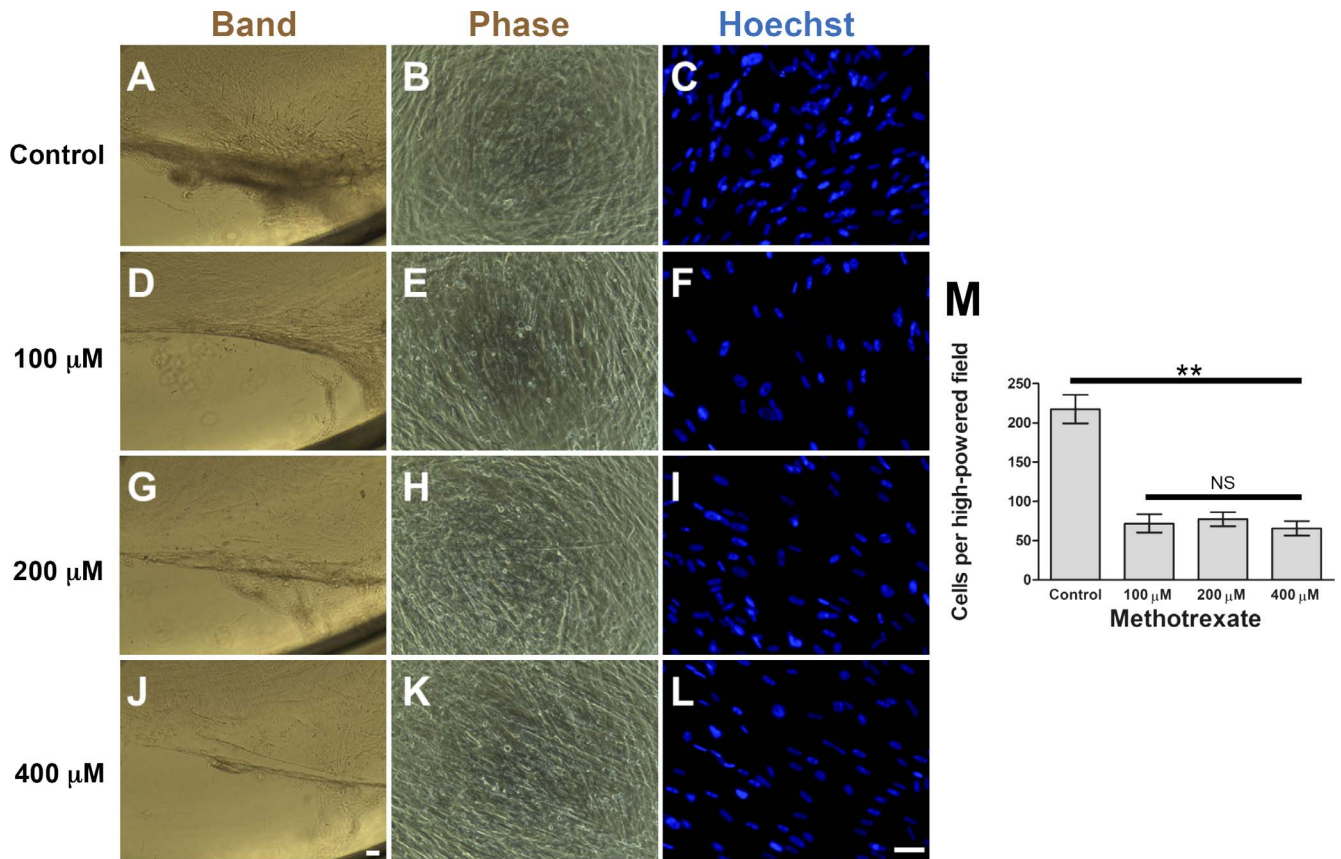 Band Phase Hoechst
A B C
Control
D E F
100 μM
G H I
200 μM
J K L
400 μM
M
Cells per high-powered field
**
NS
250
200
150
100
50
0
Control 100 μM 200 μM 400 μM
Methotrexate